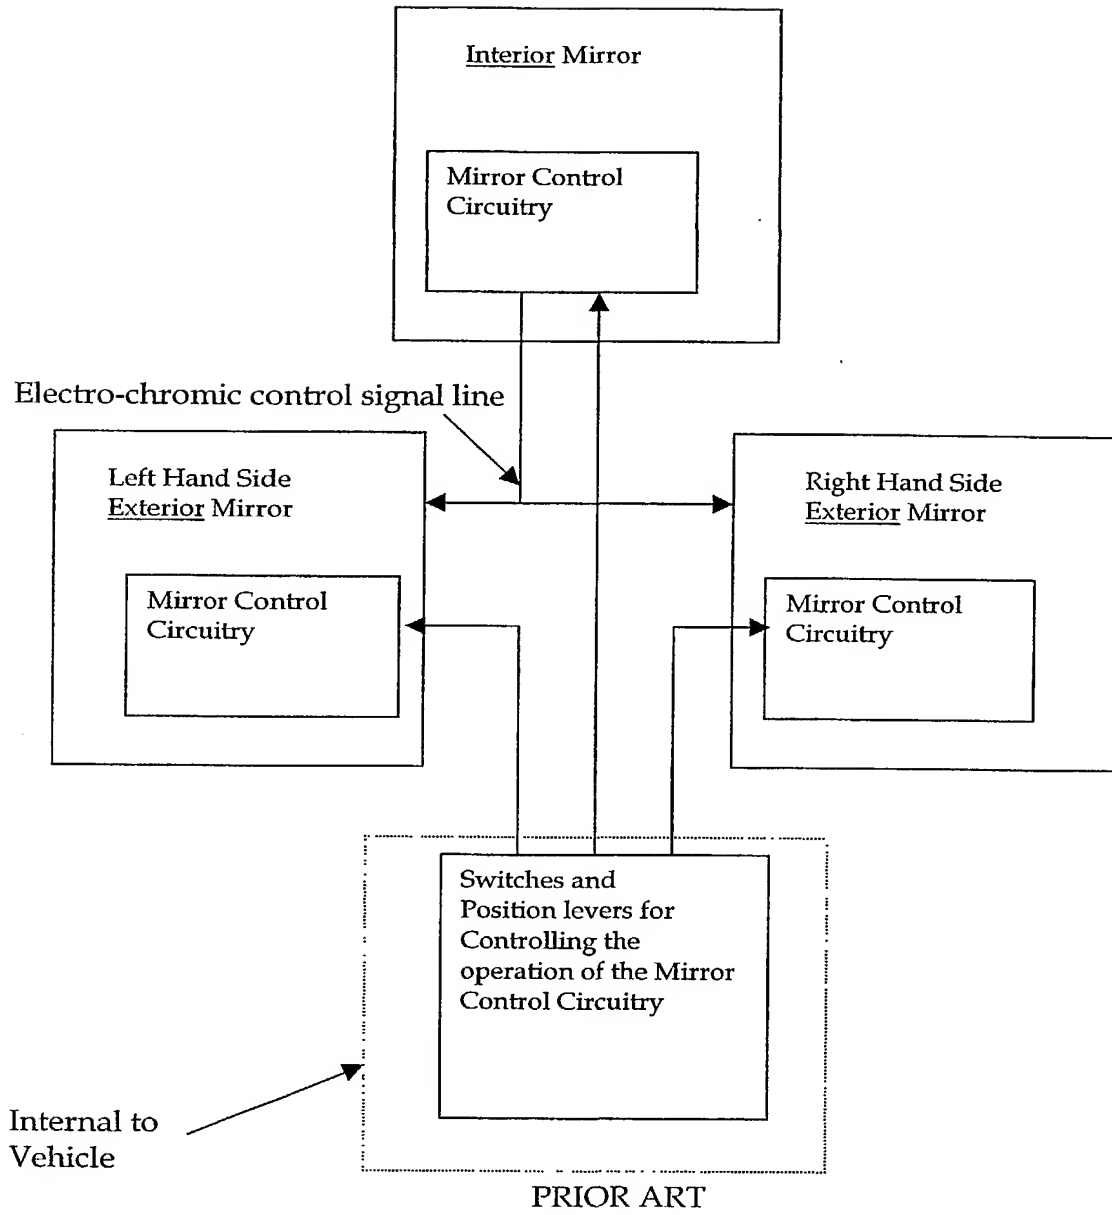 Interior Mirror
Mirror Control
Circuitry
Electro-chromic control signal line
Left Hand Side
Exterior Mirror
Right Hand Side
Exterior Mirror
Mirror Control
Circuitry
Mirror Control
Circuitry
Switches and
Position levers for
Controlling the
operation of the Mirror
Control Circuitry
Internal to
Vehicle
PRIOR ART